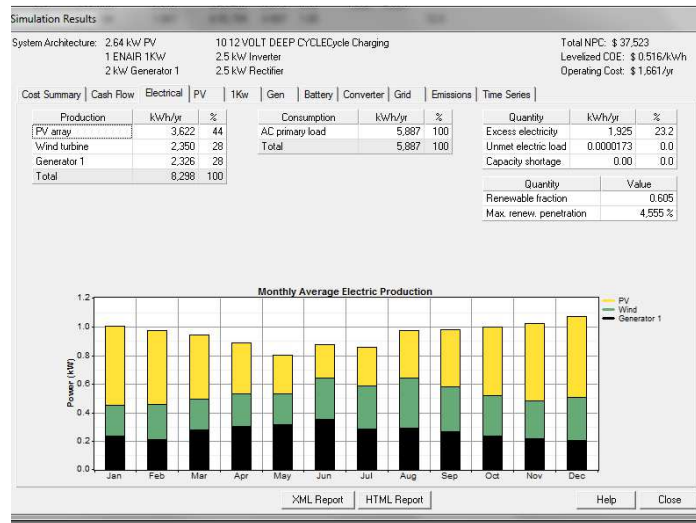 Simulation Results
System Architecture: 2.64 kW PV 10 12 VOLT DEEP CYCLECycle Charging Total NPC: $ 37,523
1 ENAIR 1KW 2.5 kW Inverter Levelized COE: $ 0.516/kWh
2 kW Generator 1 2.5 kW Rectifier Operating Cost: $ 1,661/yr
Cost Summary Cash Flow Electrical PV 1Kw Gen Battery Converter Grid Emissions Time Series
Production kWh/yr % Consumption kWh/yr % Quantity kWh/yr %
PV array 3,622 44 AC primary load 5,887 100 Excess electricity 1,925 23.2
Wind turbine 2,350 28 Total 5,887 100 Unmet electric load 0.0000173 0.0
Generator 1 2,326 28 Capacity shortage 0.00 0.0
Total 8,298 100
Quantity Value
Renewable fraction 0.605
Max. renew. penetration 4,555 %
Monthly Average Electric Production
1.2
1.0
0.8
0.6
0.4
0.2
0.0
Power (kW)
PV
Wind
Generator 1
Jan Feb Mar Apr May Jun Jul Aug Sep Oct Nov Dec
XML Report HTML Report Help Close